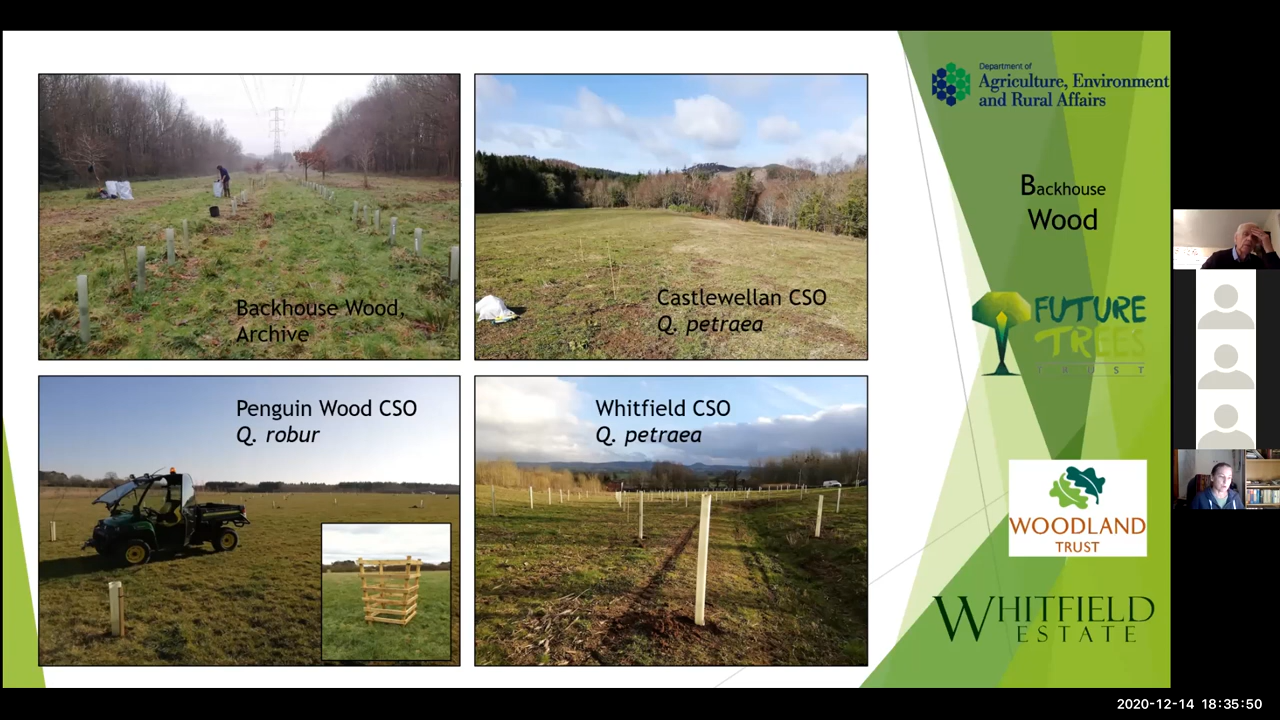 Backhouse Wood,
Archive
Castlewellan CSO
Q. petraea
Penguin Wood CSO
Q. robur
Whitfield CSO
Q. petraea
Department of
Agriculture, Environment
and Rural Affairs
Backhouse
Wood
FUTURE
TREES
TRUST
WOODLAND
TRUST
WHITFIELD
ESTATE
2020-12-14 18:35:50